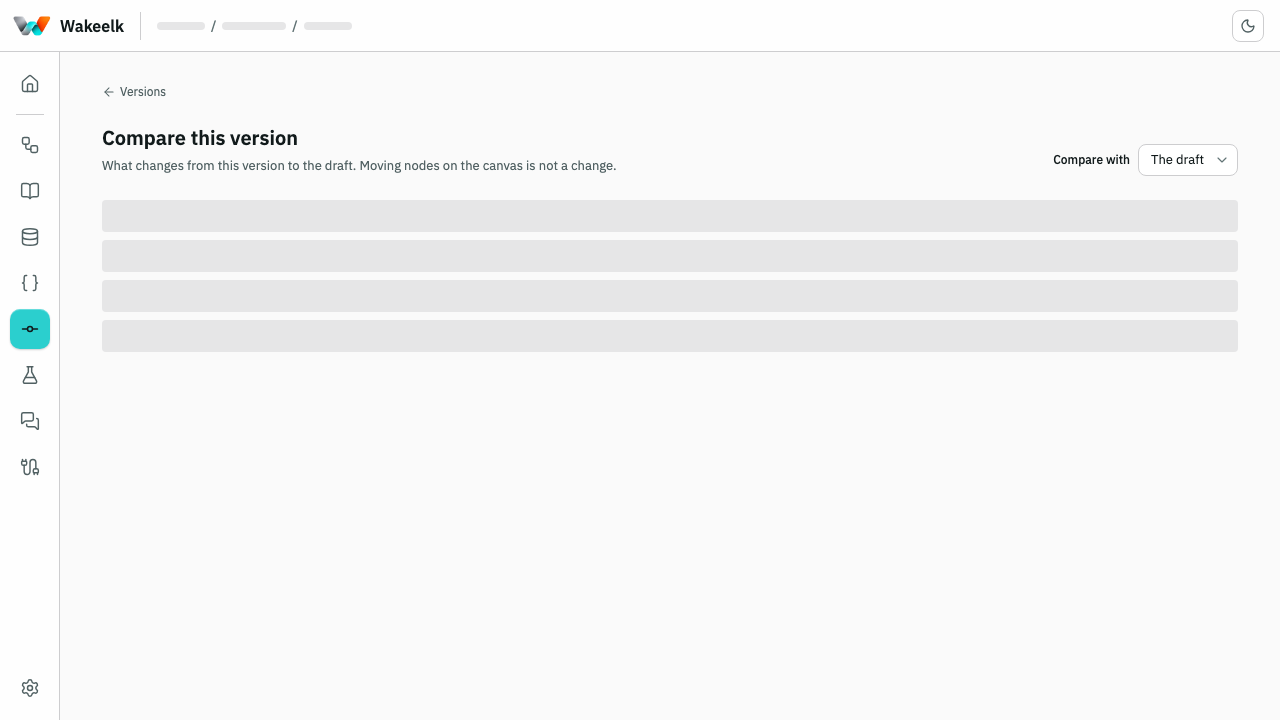 Wakeelk
/ /
Versions
Compare this version
What changes from this version to the draft. Moving nodes on the canvas is not a change.
Compare with
The draft